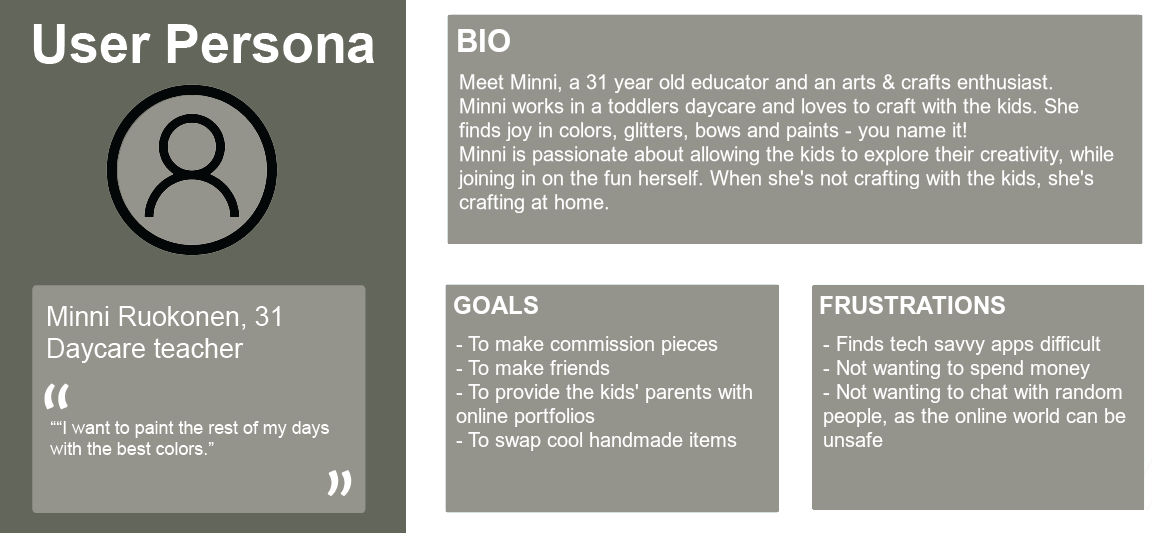 User Persona
Minni Ruokonen, 31
Daycare teacher
“
““I want to paint the rest of my days
with the best colors.”
”
BIO
Meet Minni, a 31 year old educator and an arts & crafts enthusiast.
Minni works in a toddlers daycare and loves to craft with the kids. She
finds joy in colors, glitters, bows and paints - you name it!
Minni is passionate about allowing the kids to explore their creativity, while
joining in on the fun herself. When she's not crafting with the kids, she's
crafting at home.
GOALS
- To make commission pieces
- To make friends
- To provide the kids' parents with
online portfolios
- To swap cool handmade items
FRUSTRATIONS
- Finds tech savvy apps difficult
- Not wanting to spend money
- Not wanting to chat with random
people, as the online world can be
unsafe